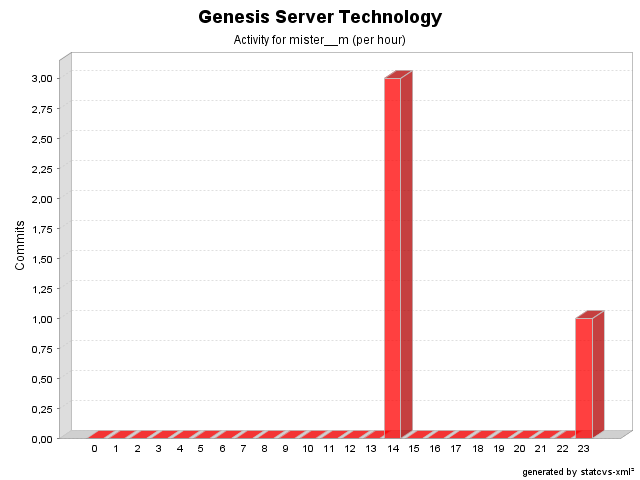 Genesis Server Technology
Activity for mister__m (per hour)
3,00
2,75
2,50
2,25
2,00
1,75
1,50
1,25
1,00
0,75
0,50
0,25
0,00
Commits
0 1 2 3 4 5 6 7 8 9 10 11 12 13 14 15 16 17 18 19 20 21 22 23
generated by statcvs-xml²